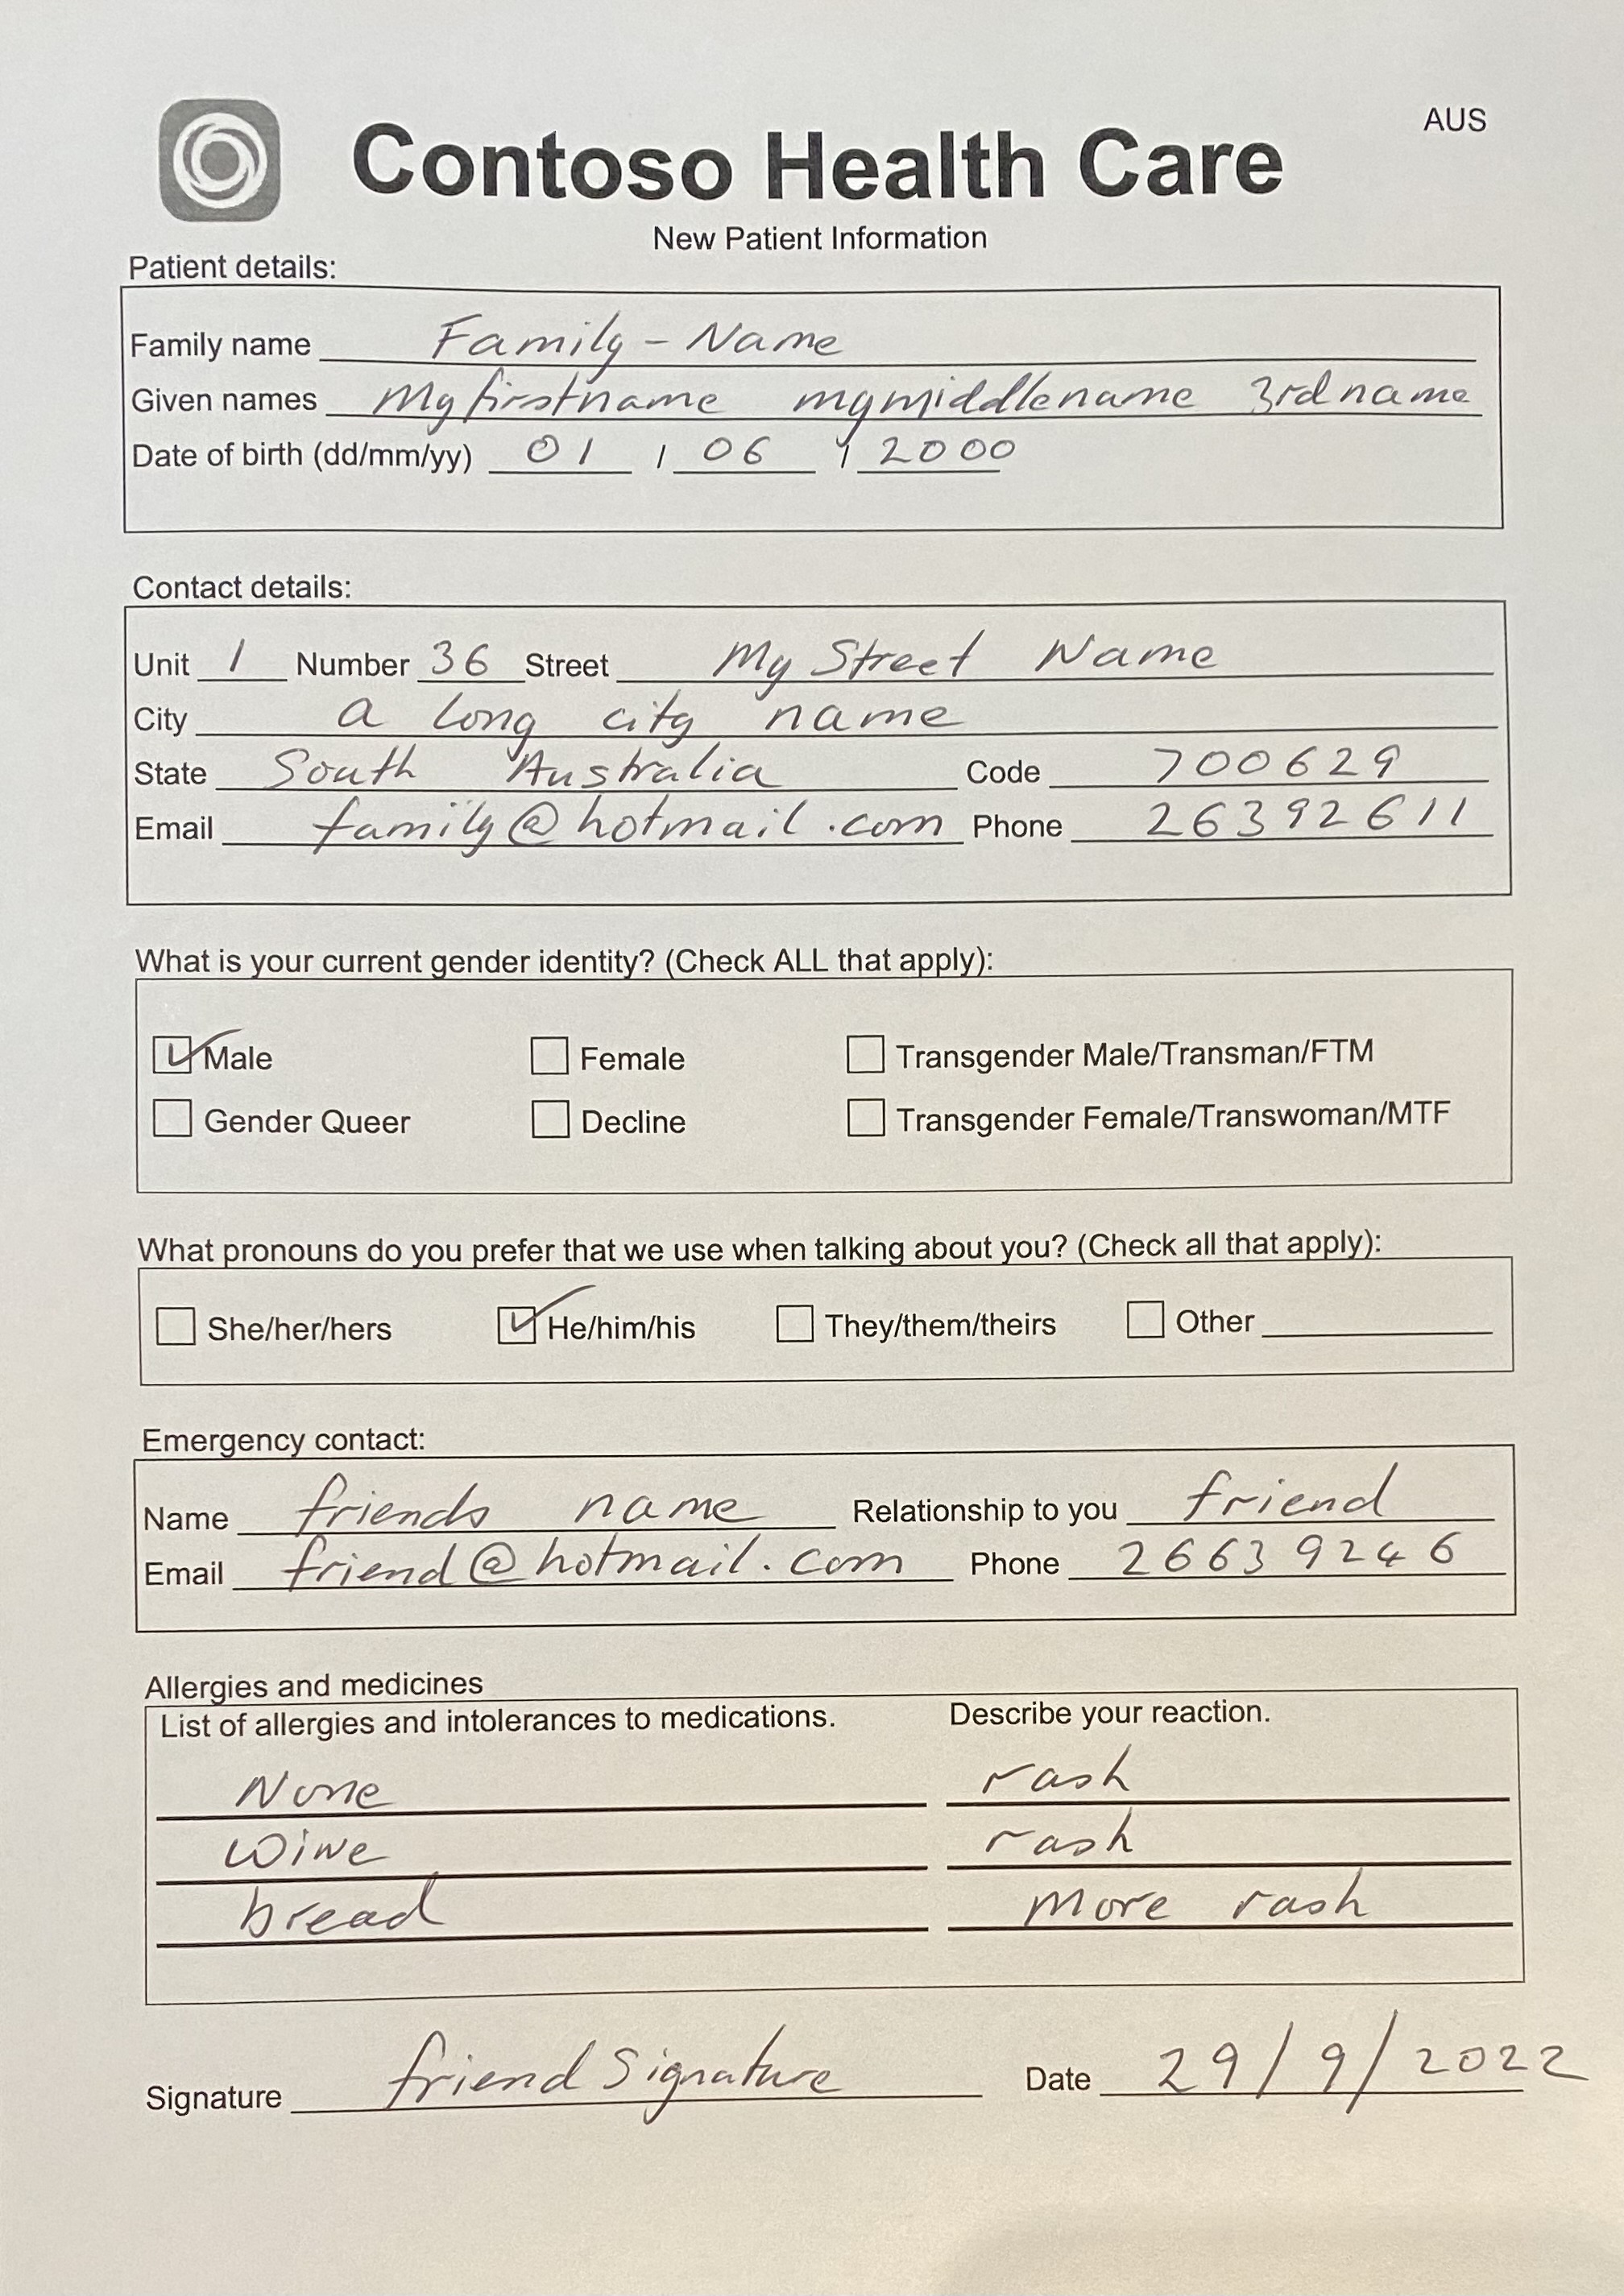 AUS
Contoso Health Care
New Patient Information
Patient details:
Family name Family-Name
Given names Myfirstname mymiddlename 3rdname
Date of birth (dd/mm/yy) 01 / 06 / 2000
Contact details:
Unit 1 Number 36 Street My Street Name
City a long city name
State South Australia Code 700629
Email family@hotmail.com Phone 26392611
What is your current gender identity? (Check ALL that apply):
Male Female Transgender Male/Transman/FTM
Gender Queer Decline Transgender Female/Transwoman/MTF
What pronouns do you prefer that we use when talking about you? (Check all that apply):
She/her/hers He/him/his They/them/theirs Other
Emergency contact:
Name friends name Relationship to you friend
Email friend@hotmail.com Phone 26639246
Allergies and medicines
List of allergies and intolerances to medications. Describe your reaction.
None rash
Wine rash
bread more rash
Signature friend Signature Date 29/9/2022